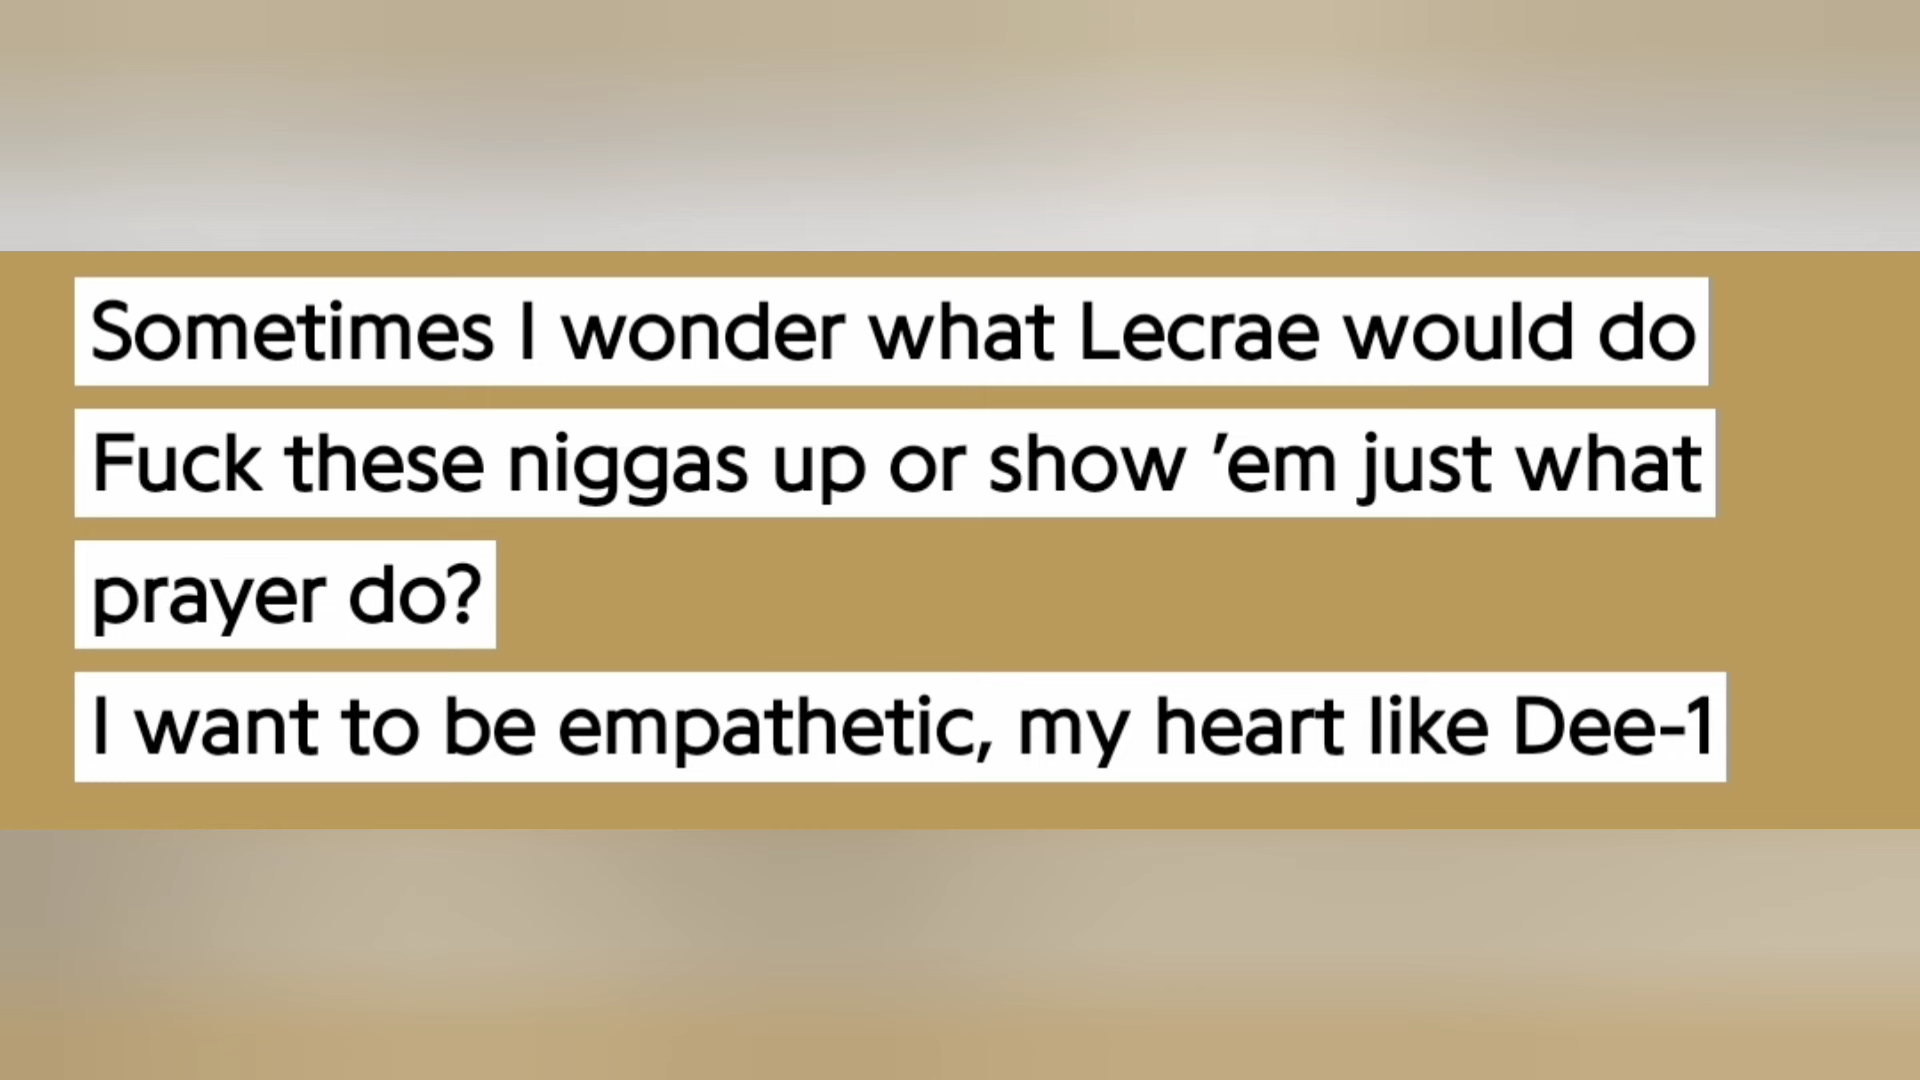 Sometimes I wonder what Lecrae would do
Fuck these niggas up or show ’em just what
prayer do?
I want to be empathetic, my heart like Dee-1